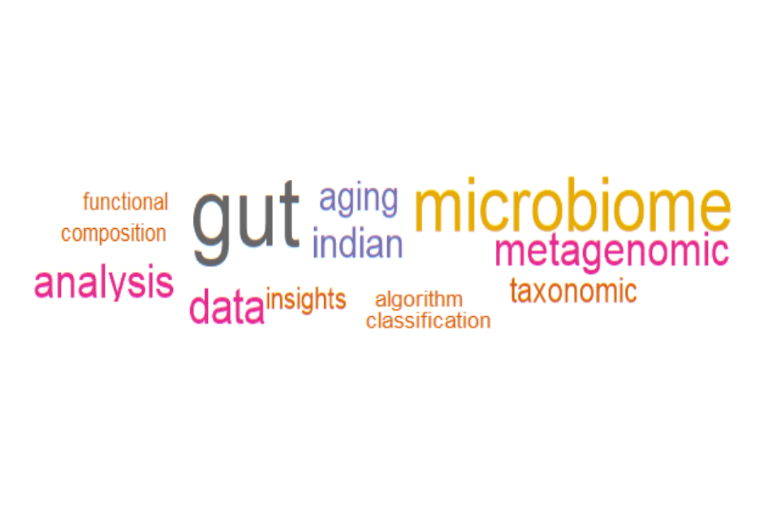 functional
composition
gut
aging
indian
microbiome
metagenomic
analysis
data
insights
algorithm
classification
taxonomic